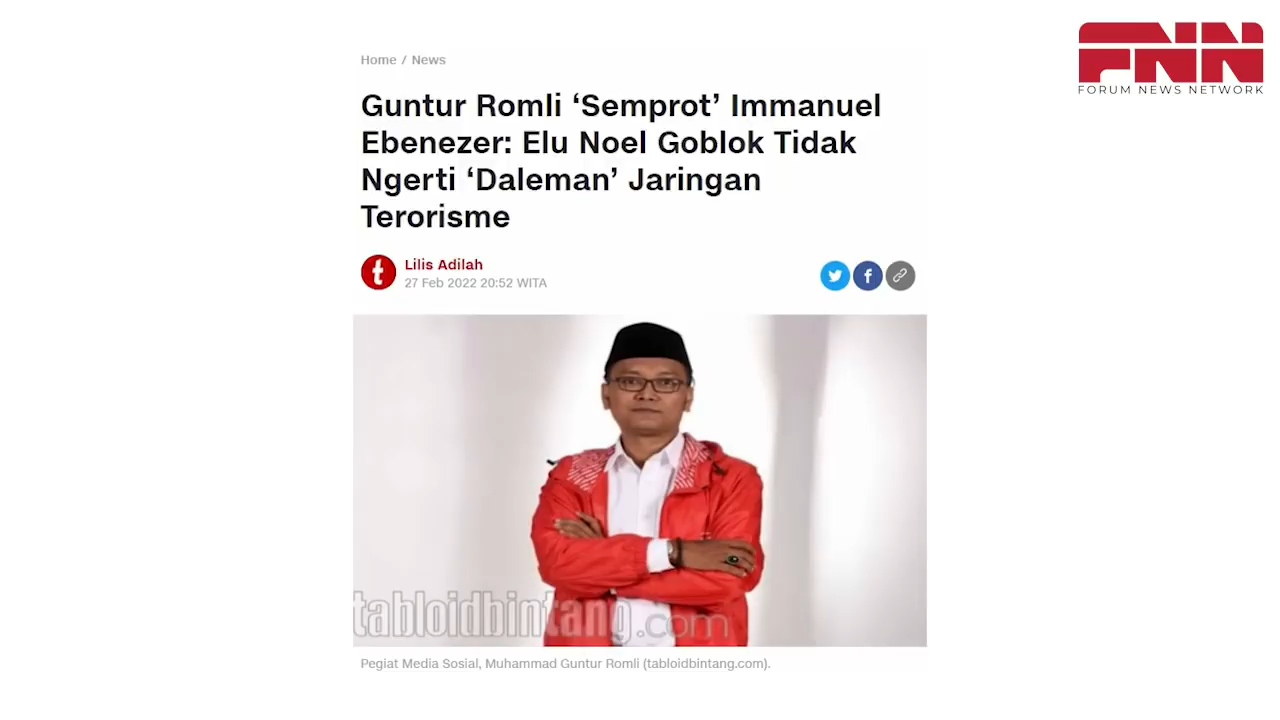 FNN
FORUM NEWS NETWORK
Home / News
Guntur Romli ‘Semprot’ Immanuel
Ebenezer: Elu Noel Goblok Tidak
Ngerti ‘Daleman’ Jaringan
Terorisme
Lilis Adilah
27 Feb 2022 20:52 WITA
tabloidbintang.com
Pegiat Media Sosial, Muhammad Guntur Romli (tabloidbintang.com).